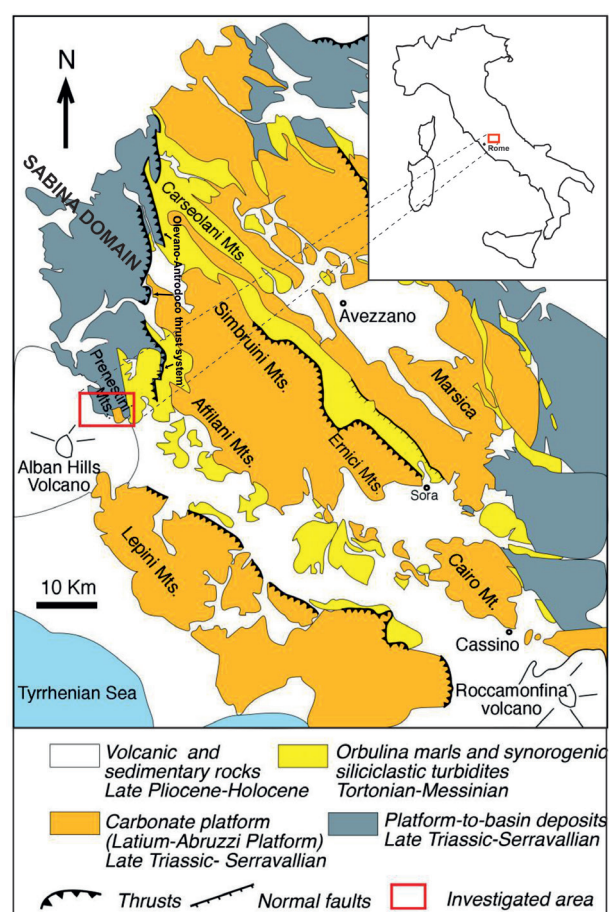 N
Rome
SABINA DOMAIN
Carseolani Mts.
Olevano-Antrodoco thrust system
Avezzano
Simbruini Mts.
Marsica
Prenestini
Mts.
Affilani Mts.
Ernici Mts.
Alban Hills
Volcano
Sora
Lepini Mts.
Cairo Mt.
10 Km
Cassino
Tyrrhenian Sea
Roccamonfina
volcano
Volcanic and
sedimentary rocks
Late Pliocene-Holocene
Orbulina marls and synorogenic
siliciclastic turbidites
Tortonian-Messinian
Carbonate platform
(Latium-Abruzzi Platform)
Late Triassic- Serravallian
Platform-to-basin deposits
Late Triassic-Serravallian
Thrusts
Normal faults
Investigated area